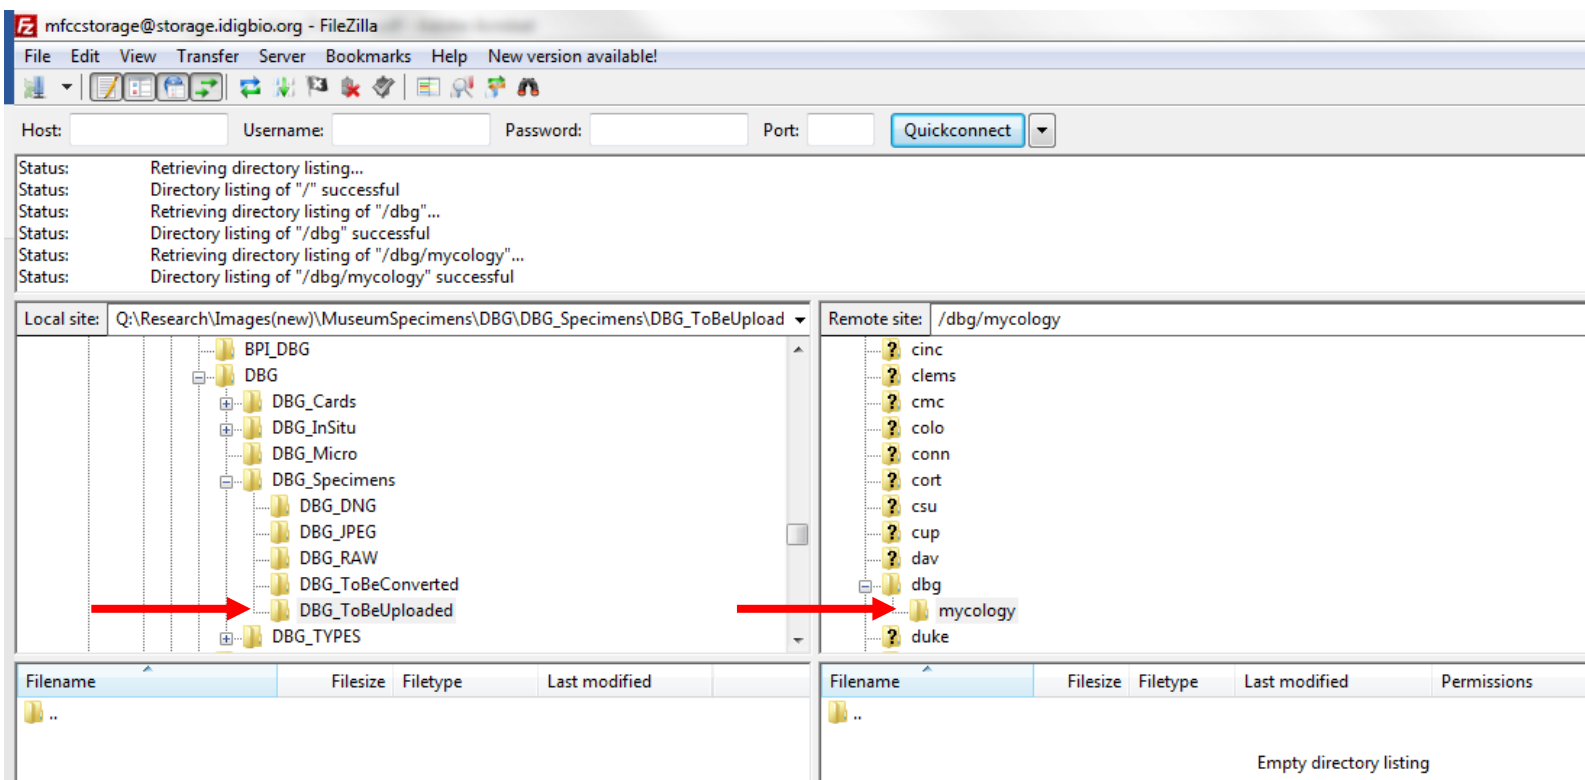 mfccstorage@storage.idigbio.org - FileZilla
File Edit View Transfer Server Bookmarks Help New version available!
Host: Username: Password: Port: Quickconnect
Status: Retrieving directory listing...
Status: Directory listing of "/" successful
Status: Retrieving directory listing of "/dbg"...
Status: Directory listing of "/dbg" successful
Status: Retrieving directory listing of "/dbg/mycology"...
Status: Directory listing of "/dbg/mycology" successful
Local site: Q:\Research\Images(new)\MuseumSpecimens\DBG\DBG_Specimens\DBG_ToBeUpload
BPI_DBG
DBG
DBG_Cards
DBG_InSitu
DBG_Micro
DBG_Specimens
DBG_DNG
DBG_JPEG
DBG_RAW
DBG_ToBeConverted
DBG_ToBeUploaded
DBG_TYPES
Filename Filesize Filetype Last modified
..
Remote site: /dbg/mycology
cinc
clems
cmc
colo
conn
cort
csu
cup
dav
dbg
mycology
duke
Filename Filesize Filetype Last modified Permissions
..
Empty directory listing